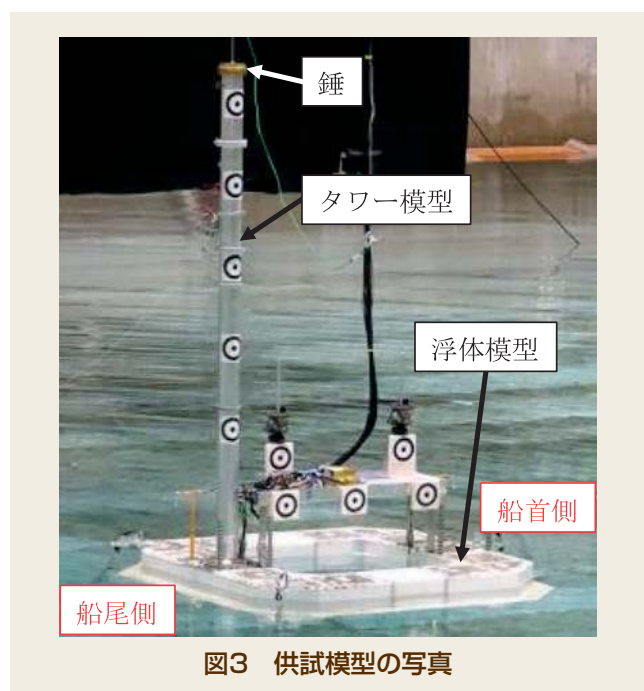 錘
タワー模型
浮体模型
船首側
船尾側
図3 供試模型の写真